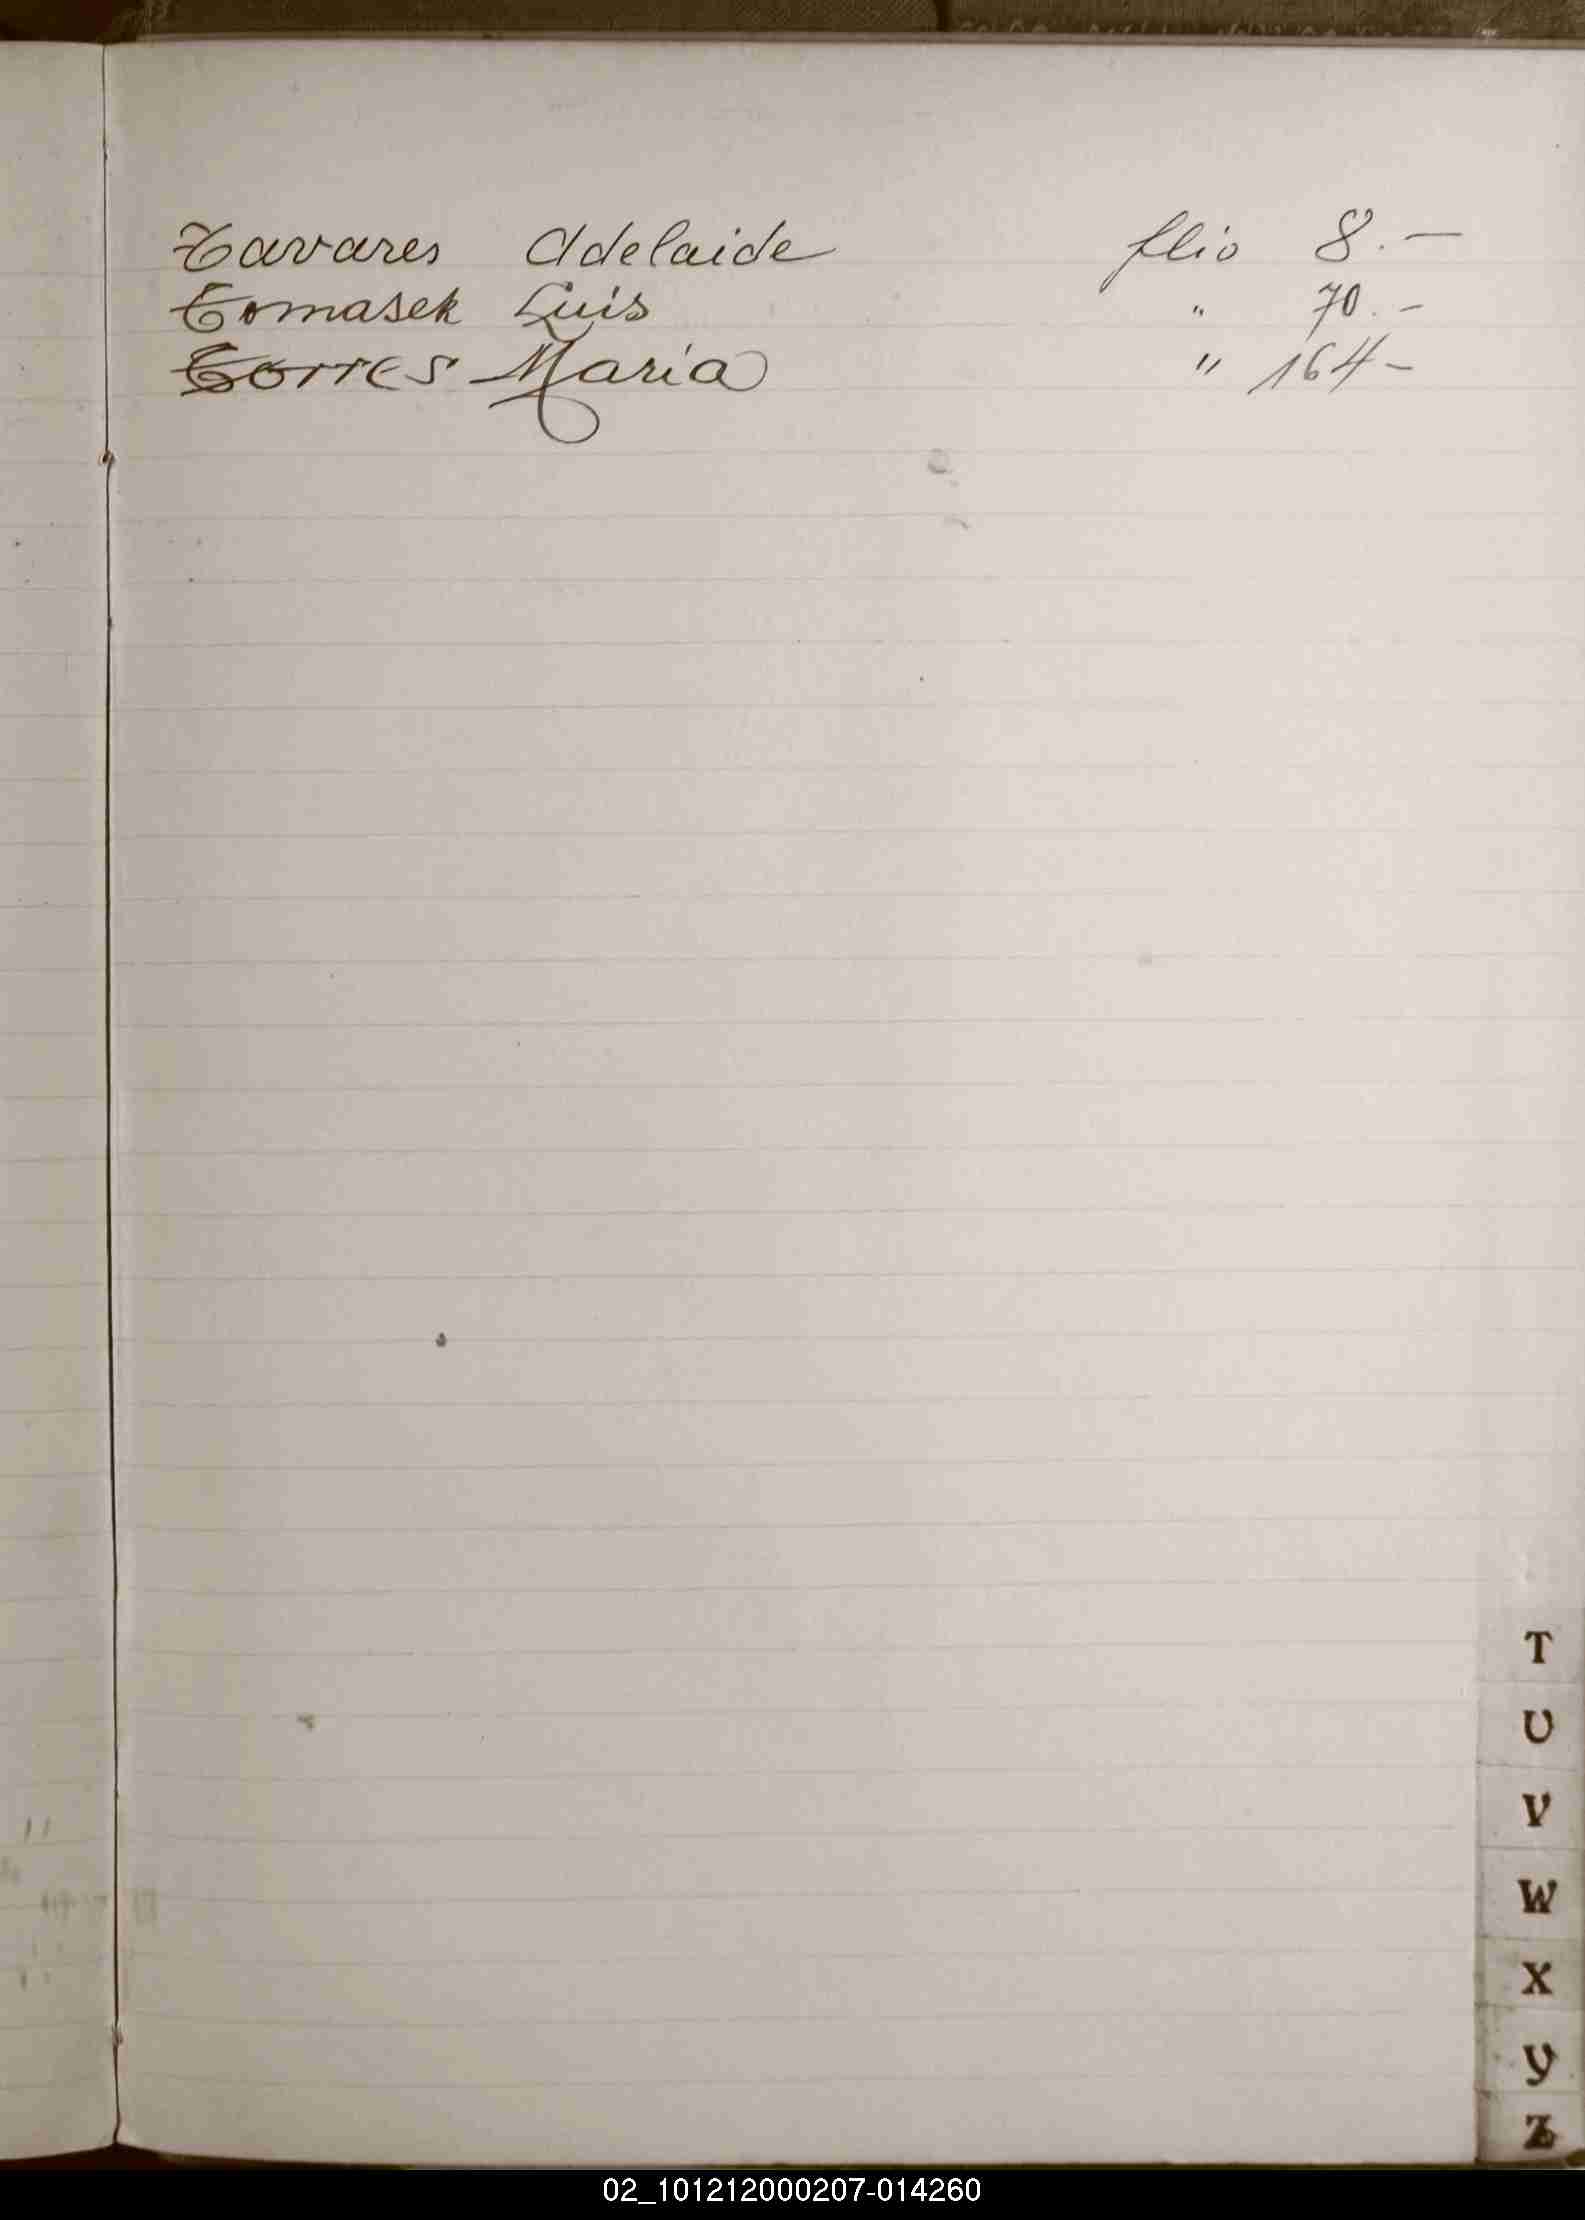 Tavares Adelaide flio 8.—
Tomasek Luis " 70.-
Torres Maria " 164-
T
U
V
W
X
y
Z
02_101212000207-014260